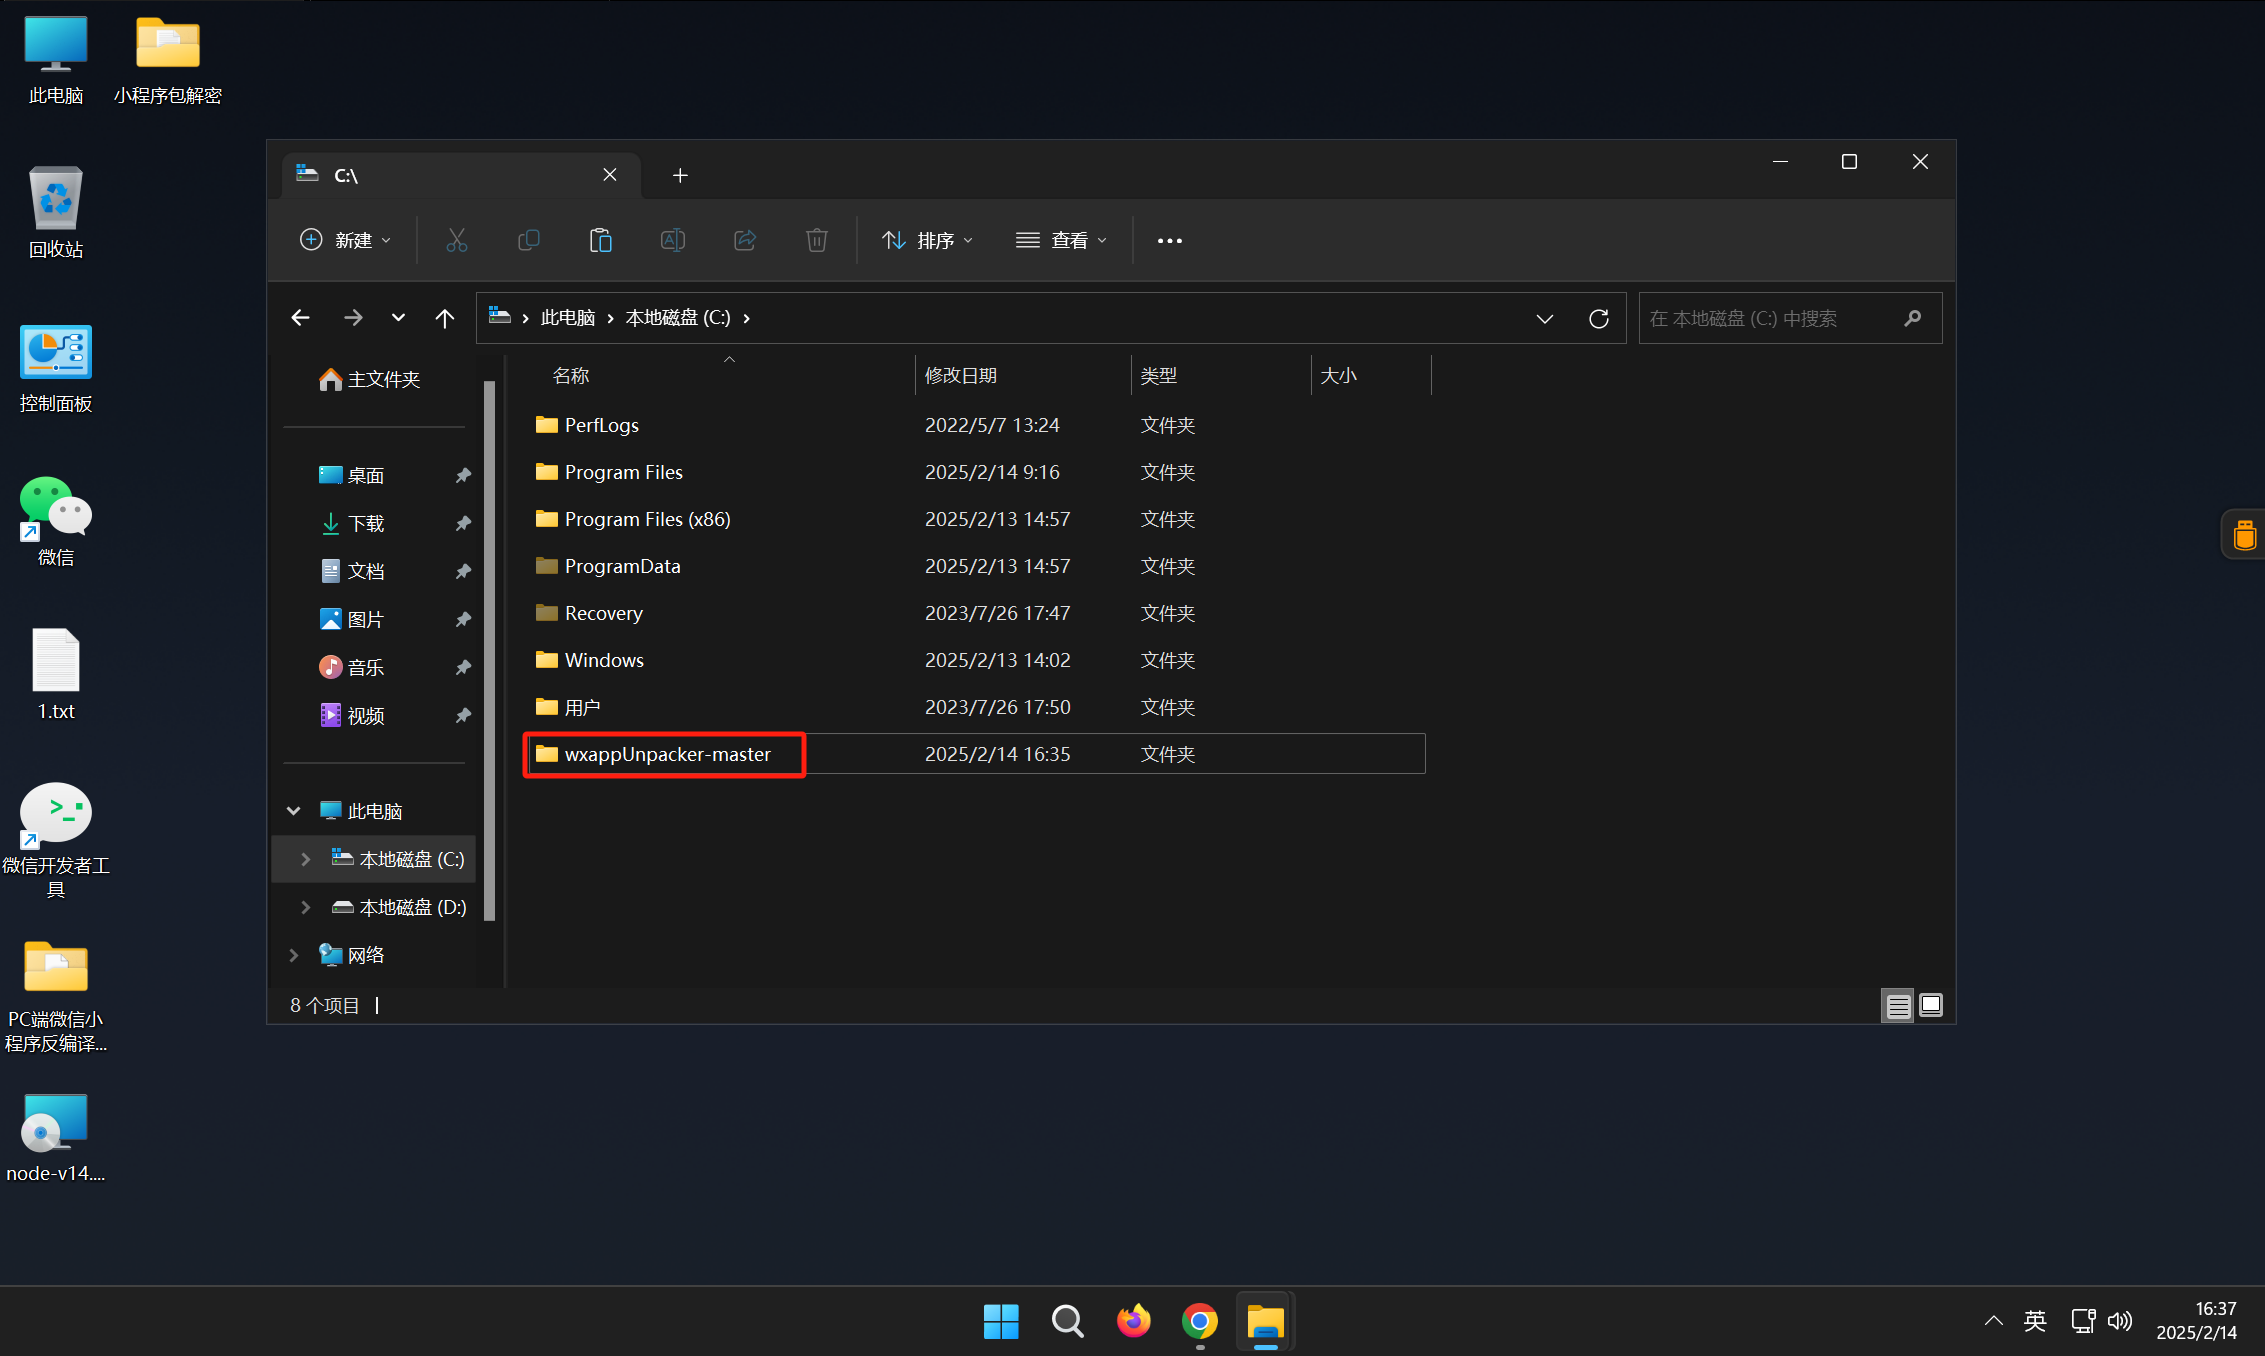 此电脑
小程序包解密
回收站
控制面板
微信
1.txt
微信开发者工
具
PC端微信小
程序反编译...
node-v14....
C:\
新建
排序
查看
此电脑
本地磁盘 (C:)
在 本地磁盘 (C:) 中搜索
主文件夹
桌面
下载
文档
图片
音乐
视频
此电脑
本地磁盘 (C:)
本地磁盘 (D:)
网络
名称 修改日期 类型 大小
PerfLogs 2022/5/7 13:24 文件夹
Program Files 2025/2/14 9:16 文件夹
Program Files (x86) 2025/2/13 14:57 文件夹
ProgramData 2025/2/13 14:57 文件夹
Recovery 2023/7/26 17:47 文件夹
Windows 2025/2/13 14:02 文件夹
用户 2023/7/26 17:50 文件夹
wxappUnpacker-master 2025/2/14 16:35 文件夹
8 个项目
英
16:37
2025/2/14